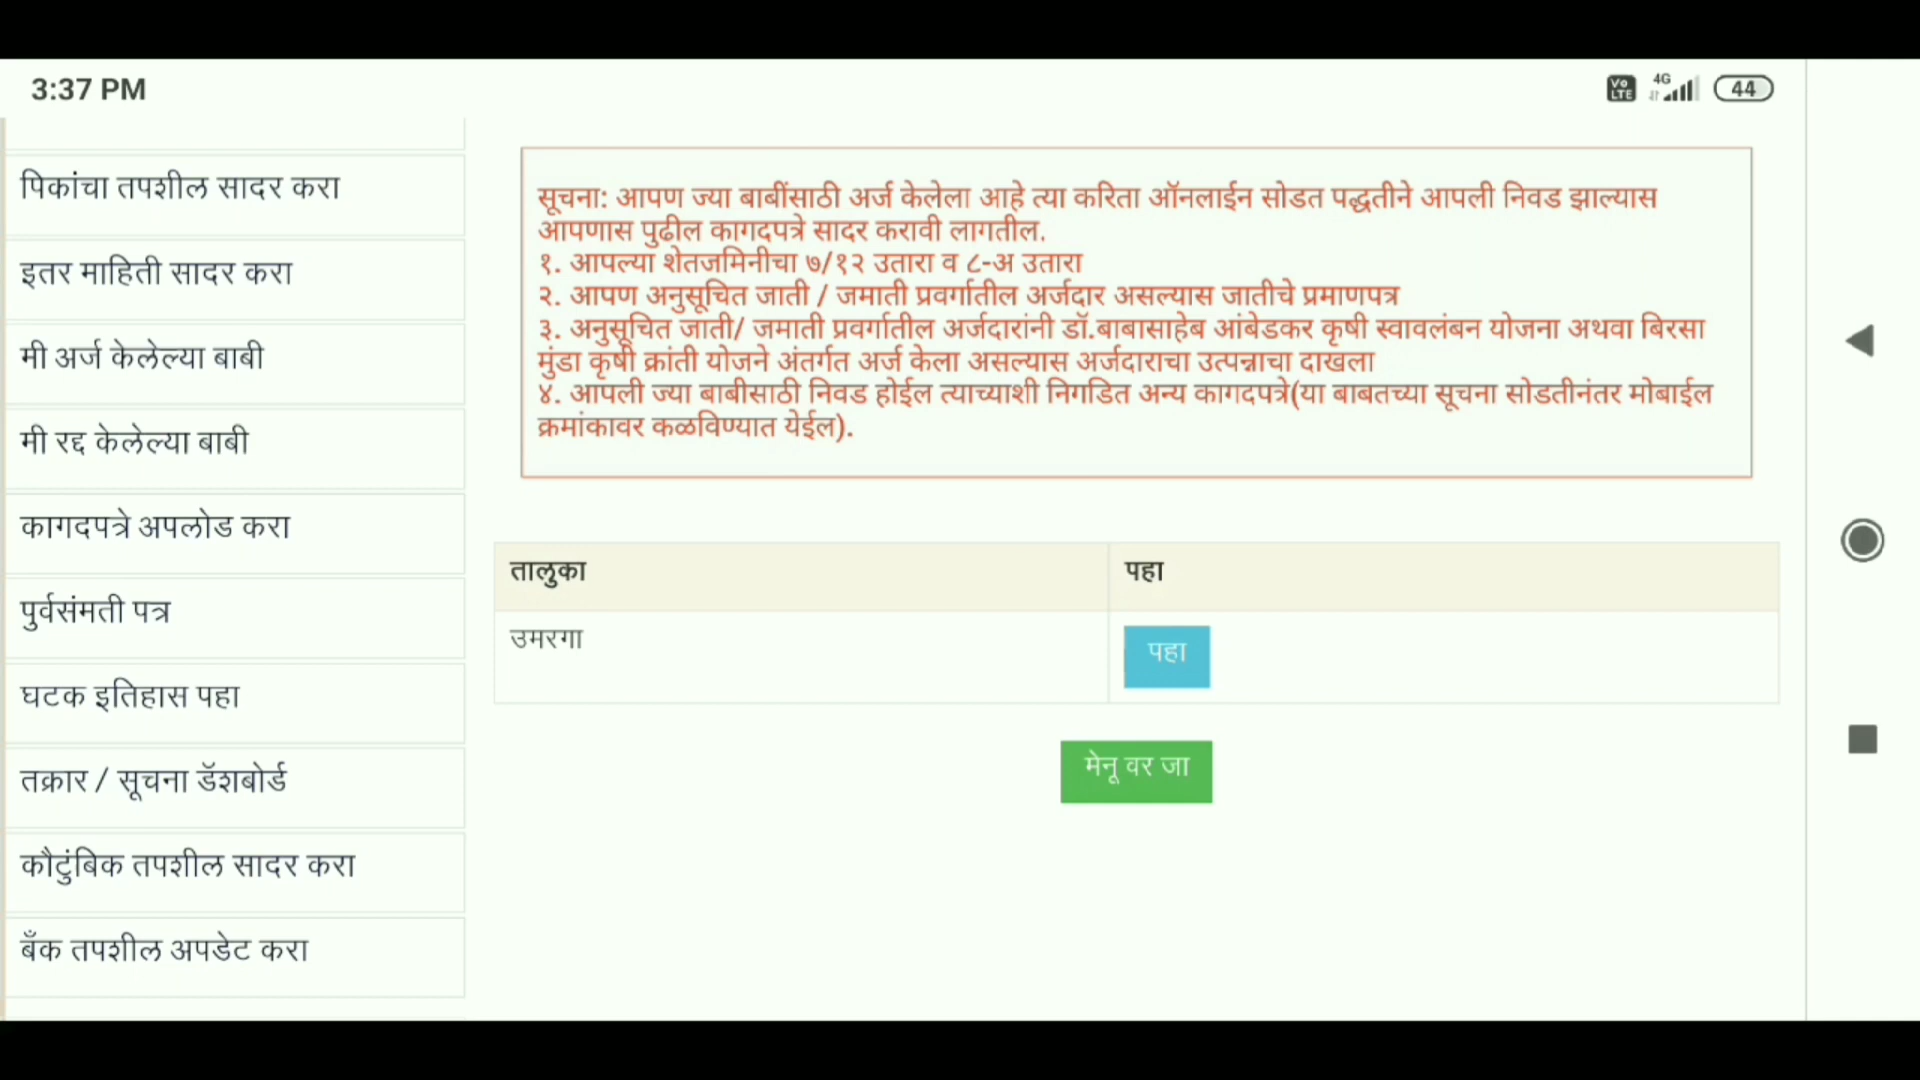 3:37 PM
Vo LTE 4G 44
पिकांचा तपशील सादर करा
इतर माहिती सादर करा
मी अर्ज केलेल्या बाबी
मी रद्द केलेल्या बाबी
कागदपत्रे अपलोड करा
पुर्वसंमती पत्र
घटक इतिहास पहा
तक्रार / सूचना डॅशबोर्ड
कौटुंबिक तपशील सादर करा
बँक तपशील अपडेट करा
सूचना: आपण ज्या बाबींसाठी अर्ज केलेला आहे त्या करिता ऑनलाईन सोडत पद्धतीने आपली निवड झाल्यास
आपणास पुढील कागदपत्रे सादर करावी लागतील.
१. आपल्या शेतजमिनीचा ७/१२ उतारा व ८-अ उतारा
२. आपण अनुसूचित जाती / जमाती प्रवर्गातील अर्जदार असल्यास जातीचे प्रमाणपत्र
३. अनुसूचित जाती/ जमाती प्रवर्गातील अर्जदारांनी डॉ.बाबासाहेब आंबेडकर कृषी स्वावलंबन योजना अथवा बिरसा
मुंडा कृषी क्रांती योजने अंतर्गत अर्ज केला असल्यास अर्जदाराचा उत्पन्नाचा दाखला
४. आपली ज्या बाबीसाठी निवड होईल त्याच्याशी निगडित अन्य कागदपत्रे(या बाबतच्या सूचना सोडतीनंतर मोबाईल
क्रमांकावर कळविण्यात येईल).
तालुका पहा
उमरगा पहा
मेनू वर जा